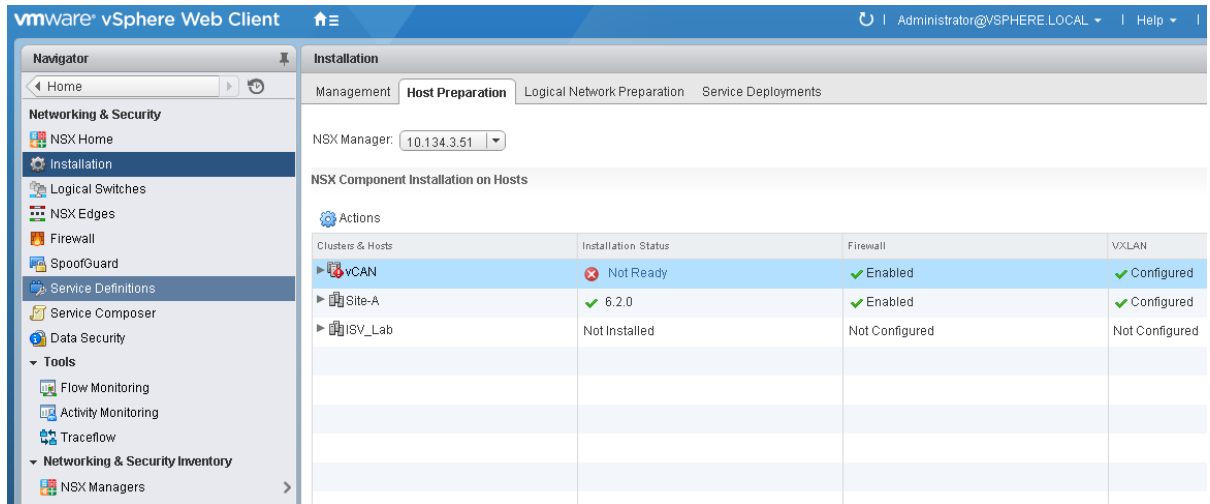 vmware® vSphere Web Client
Administrator@VSPHERE.LOCAL | Help
Navigator
Home
Networking & Security
NSX Home
Installation
Logical Switches
NSX Edges
Firewall
SpoofGuard
Service Definitions
Service Composer
Data Security
Tools
Flow Monitoring
Activity Monitoring
Traceflow
Networking & Security Inventory
NSX Managers
Installation
Management Host Preparation Logical Network Preparation Service Deployments
NSX Manager: 10.134.3.51
NSX Component Installation on Hosts
Actions
Clusters & Hosts Installation Status Firewall VXLAN
vCAN Not Ready Enabled Configured
Site-A 6.2.0 Enabled Configured
ISV_Lab Not Installed Not Configured Not Configured